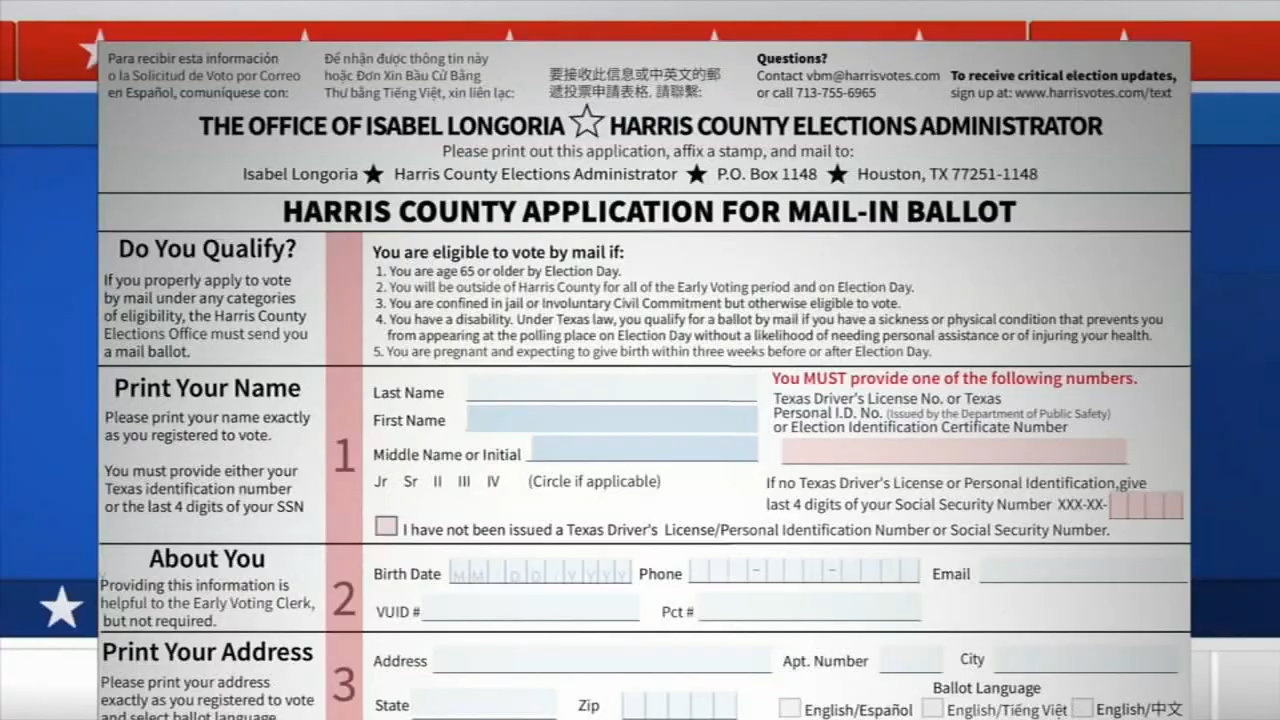 Para recibir esta información
o la Solicitud de Voto por Correo
en Español, comuníquese con:
Để nhận được thông tin này
hoặc Đơn Xin Bầu Cử Bằng
Thư bằng Tiếng Việt, xin liên lạc:
要接收此信息或中英文的郵
遞投票申請表格, 請聯繫:
Questions?
Contact vbm@harrisvotes.com
or call 713-755-6965
To receive critical election updates,
sign up at: www.harrisvotes.com/text
THE OFFICE OF ISABEL LONGORIA ☆ HARRIS COUNTY ELECTIONS ADMINISTRATOR
Please print out this application, affix a stamp, and mail to:
Isabel Longoria ★ Harris County Elections Administrator ★ P.O. Box 1148 ★ Houston, TX 77251-1148
HARRIS COUNTY APPLICATION FOR MAIL-IN BALLOT
Do You Qualify?
If you properly apply to vote
by mail under any categories
of eligibility, the Harris County
Elections Office must send you
a mail ballot.
You are eligible to vote by mail if:
1. You are age 65 or older by Election Day.
2. You will be outside of Harris County for all of the Early Voting period and on Election Day.
3. You are confined in jail or Involuntary Civil Commitment but otherwise eligible to vote.
4. You have a disability. Under Texas law, you qualify for a ballot by mail if you have a sickness or physical condition that prevents you
from appearing at the polling place on Election Day without a likelihood of needing personal assistance or of injuring your health.
5. You are pregnant and expecting to give birth within three weeks before or after Election Day.
Print Your Name
Please print your name exactly
as you registered to vote.
You must provide either your
Texas identification number
or the last 4 digits of your SSN
1
Last Name
First Name
Middle Name or Initial
Jr Sr II III IV (Circle if applicable)
You MUST provide one of the following numbers.
Texas Driver's License No. or Texas
Personal I.D. No. (Issued by the Department of Public Safety)
or Election Identification Certificate Number
If no Texas Driver's License or Personal Identification,give
last 4 digits of your Social Security Number XXX-XX-
I have not been issued a Texas Driver's License/Personal Identification Number or Social Security Number.
About You
Providing this information is
helpful to the Early Voting Clerk,
but not required.
2
Birth Date MM DD YYYY Phone - - Email
VUID # Pct #
Print Your Address
Please print your address
exactly as you registered to vote
and select ballot language
3
Address Apt. Number City
State Zip
Ballot Language
English/Español English/Tiếng Việt English/中文